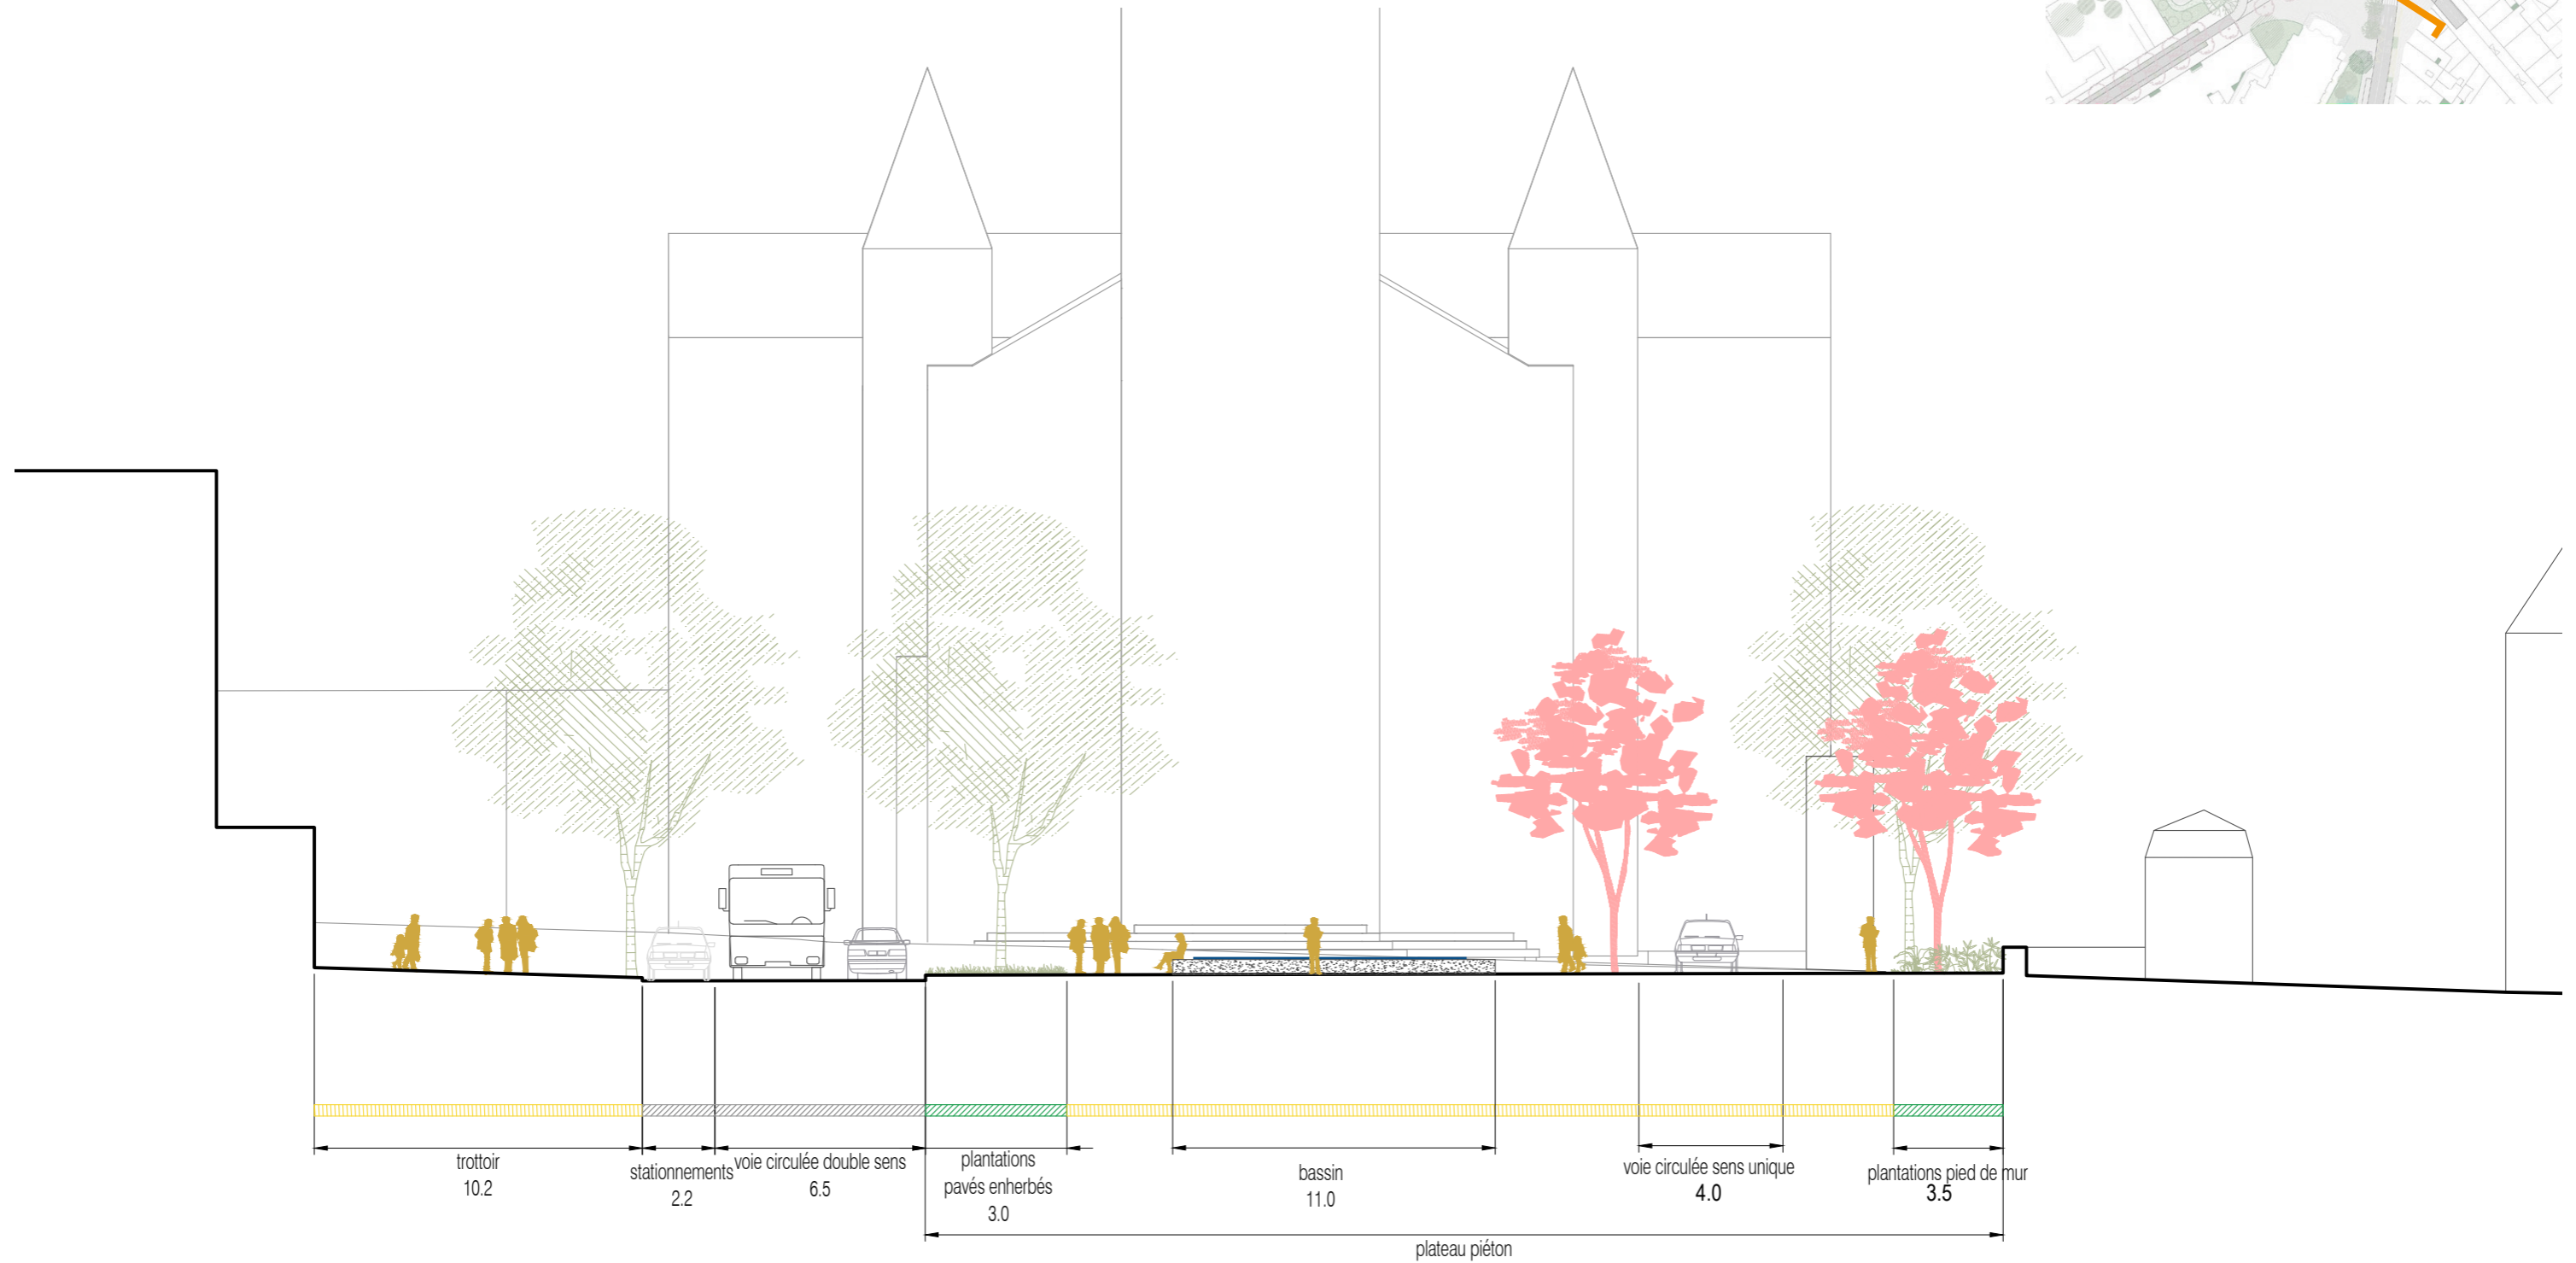 trottoir
10.2
stationnements
2.2
voie circulée double sens
6.5
plantations
pavés enherbés
3.0
bassin
11.0
voie circulée sens unique
4.0
plantations pied de mur
3.5
plateau piéton